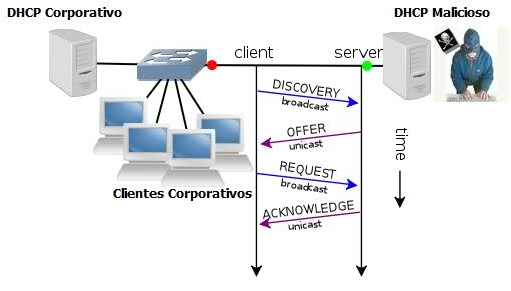 DHCP Corporativo
DHCP Malicioso
client
server
DISCOVERY
broadcast
OFFER
unicast
REQUEST
broadcast
ACKNOWLEDGE
unicast
time
Clientes Corporativos